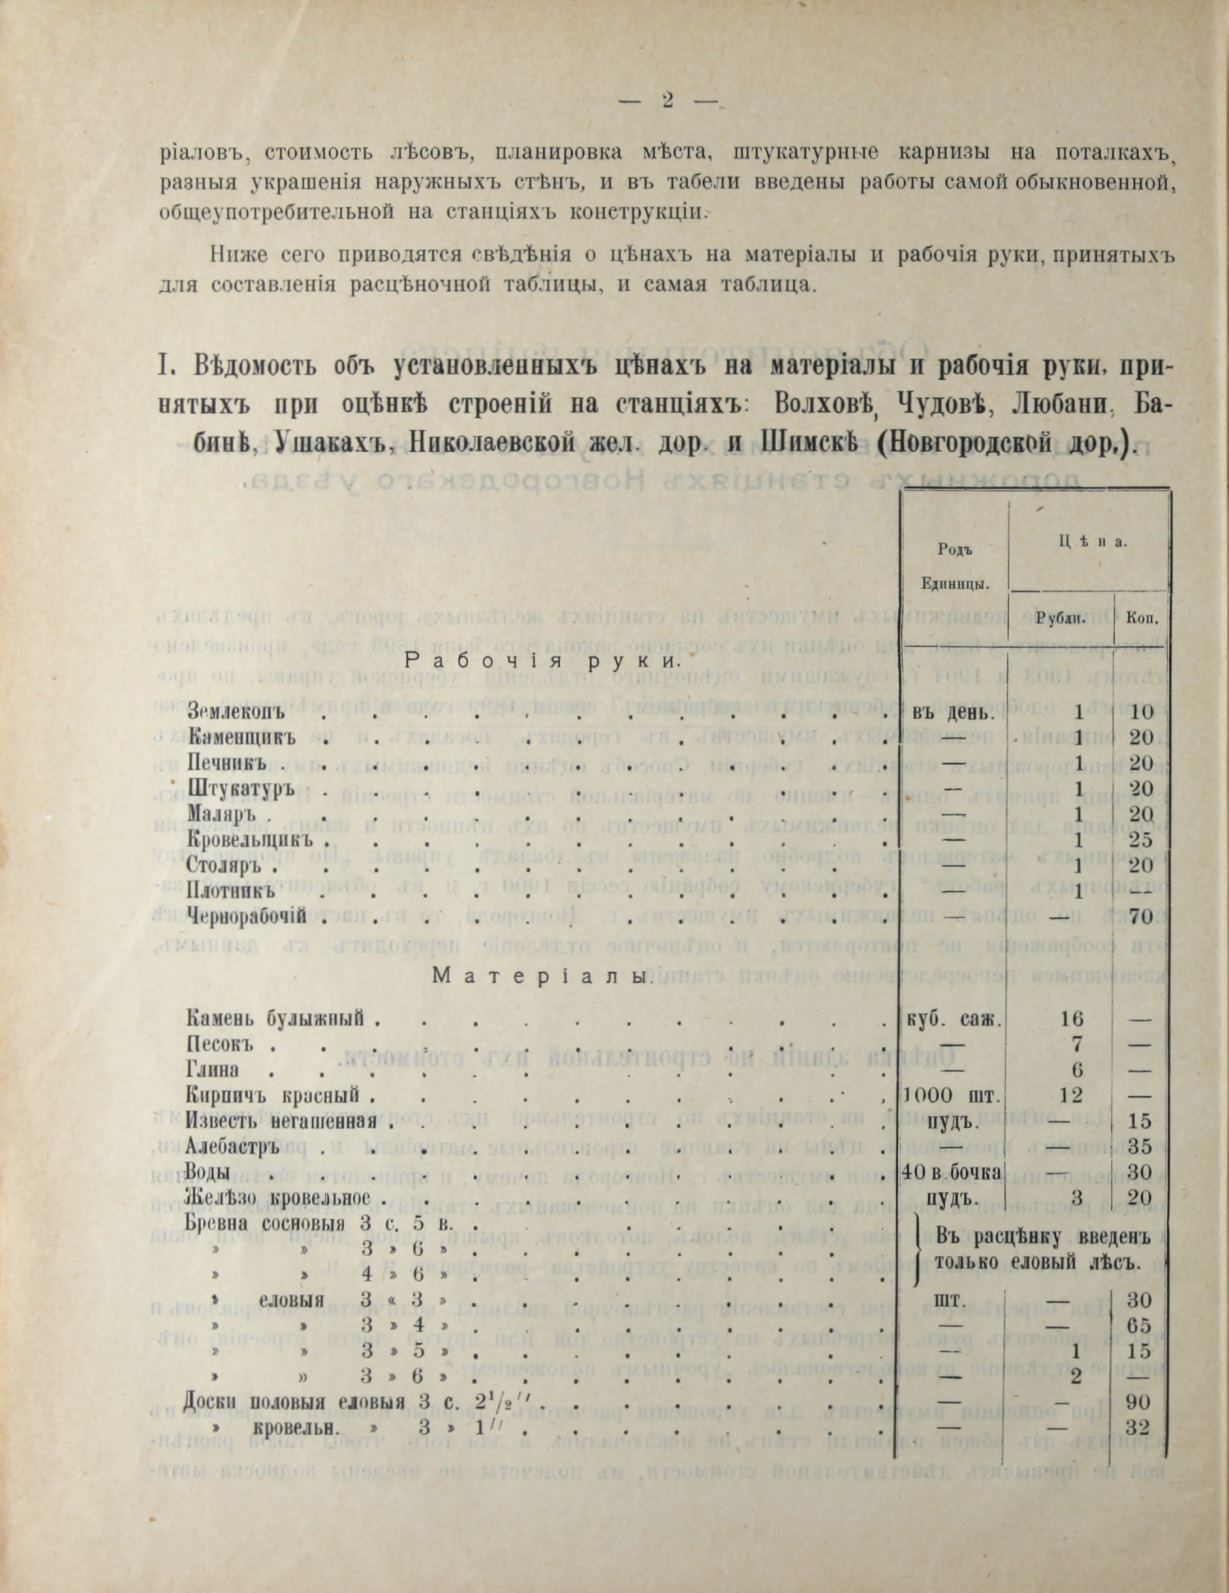 — 2 —
ріаловъ, стоимость лѣсовъ, планировка мѣста, штукатурные карнизы на поталкахъ,
разныя украшенія наружныхъ стѣнъ, и въ табели введены работы самой обыкновенной,
общеупотребительной на станціяхъ конструкціи.
Ниже сего приводятся свѣдѣнія о цѣнахъ на матеріалы и рабочія руки, принятыхъ
для составленія расцѣночной таблицы, и самая таблица.
I. Вѣдомость объ установленныхъ цѣнахъ на матеріалы и рабочія руки, при-
нятыхъ при оцѣнкѣ строеній на станціяхъ: Волховѣ, Чудовѣ, Любани, Ба-
бинѣ, Ушакахъ, Николаевской жел. дор. и Шимскѣ (Новгородской дор.).
Родъ Единицы. Цѣна.
Рубли. Коп.
Рабочія руки.
Землекопъ . . . . . . . . . . . . въ день. 1 10
Каменщикъ . . . . . . . . . . . — 1 20
Печникъ . . . . . . . . . . . . . — 1 20
Штукатуръ . . . . . . . . . . . — 1 20
Маляръ . . . . . . . . . . . . . — 1 20
Кровельщикъ . . . . . . . . . . . . — 1 25
Столяръ . . . . . . . . . . . . — 1 20
Плотникъ . . . . . . . . . . . . — 1 —
Чернорабочій . . . . . . . . . . . — — 70
Матеріалы.
Камень булыжный . . . . . . . . . . . куб. саж. 16 —
Песокъ . . . . . . . . . . . . — 7 —
Глина . . . . . . . . . . . . — 6 —
Кирпичъ красный . . . . . . . . . . . 1000 шт. 12 —
Известь негашенная . . . . . . . . . . . пудъ. — 15
Алебастръ . . . . . . . . . . . . — — 35
Воды . . . . . . . . . . . . . 40 в. бочка — 30
Желѣзо кровельное . . . . . . . . . . . пудъ. 3 20
Бревна сосновыя 3 с. 5 в. . . . . . . .
» » 3 » 6 » . . . . . . . . Въ расцѣнку введенъ
» » 4 » 6 » . . . . . . . . только еловый лѣсъ.
» еловыя 3 « 3 » . . . . . . . . шт. — 30
» » 3 » 4 » . . . . . . . . — — 65
» » 3 » 5 » . . . . . . . . — 1 15
» » 3 » 6 » . . . . . . . . . — 2 —
Доски половыя еловыя 3 с. 2½″ . . . . . . . . — — 90
» кровельн. » 3 » 1″ . . . . . . . . — — 32